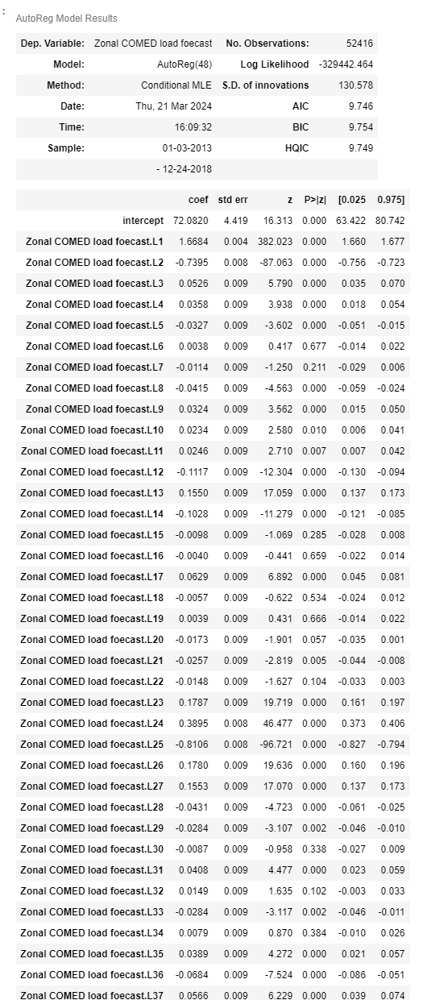 :
AutoReg Model Results
Dep. Variable: Zonal COMED load foecast No. Observations: 52416
Model: AutoReg(48) Log Likelihood -329442.464
Method: Conditional MLE S.D. of innovations 130.578
Date: Thu, 21 Mar 2024 AIC 9.746
Time: 16:09:32 BIC 9.754
Sample: 01-03-2013 HQIC 9.749
- 12-24-2018
coef std err z P>|z| [0.025 0.975]
intercept 72.0820 4.419 16.313 0.000 63.422 80.742
Zonal COMED load foecast.L1 1.6684 0.004 382.023 0.000 1.660 1.677
Zonal COMED load foecast.L2 -0.7395 0.008 -87.063 0.000 -0.756 -0.723
Zonal COMED load foecast.L3 0.0526 0.009 5.790 0.000 0.035 0.070
Zonal COMED load foecast.L4 0.0358 0.009 3.938 0.000 0.018 0.054
Zonal COMED load foecast.L5 -0.0327 0.009 -3.602 0.000 -0.051 -0.015
Zonal COMED load foecast.L6 0.0038 0.009 0.417 0.677 -0.014 0.022
Zonal COMED load foecast.L7 -0.0114 0.009 -1.250 0.211 -0.029 0.006
Zonal COMED load foecast.L8 -0.0415 0.009 -4.563 0.000 -0.059 -0.024
Zonal COMED load foecast.L9 0.0324 0.009 3.562 0.000 0.015 0.050
Zonal COMED load foecast.L10 0.0234 0.009 2.580 0.010 0.006 0.041
Zonal COMED load foecast.L11 0.0246 0.009 2.710 0.007 0.007 0.042
Zonal COMED load foecast.L12 -0.1117 0.009 -12.304 0.000 -0.130 -0.094
Zonal COMED load foecast.L13 0.1550 0.009 17.059 0.000 0.137 0.173
Zonal COMED load foecast.L14 -0.1028 0.009 -11.279 0.000 -0.121 -0.085
Zonal COMED load foecast.L15 -0.0098 0.009 -1.069 0.285 -0.028 0.008
Zonal COMED load foecast.L16 -0.0040 0.009 -0.441 0.659 -0.022 0.014
Zonal COMED load foecast.L17 0.0629 0.009 6.892 0.000 0.045 0.081
Zonal COMED load foecast.L18 -0.0057 0.009 -0.622 0.534 -0.024 0.012
Zonal COMED load foecast.L19 0.0039 0.009 0.431 0.666 -0.014 0.022
Zonal COMED load foecast.L20 -0.0173 0.009 -1.901 0.057 -0.035 0.001
Zonal COMED load foecast.L21 -0.0257 0.009 -2.819 0.005 -0.044 -0.008
Zonal COMED load foecast.L22 -0.0148 0.009 -1.627 0.104 -0.033 0.003
Zonal COMED load foecast.L23 0.1787 0.009 19.719 0.000 0.161 0.197
Zonal COMED load foecast.L24 0.3895 0.008 46.477 0.000 0.373 0.406
Zonal COMED load foecast.L25 -0.8106 0.008 -96.721 0.000 -0.827 -0.794
Zonal COMED load foecast.L26 0.1780 0.009 19.636 0.000 0.160 0.196
Zonal COMED load foecast.L27 0.1553 0.009 17.070 0.000 0.137 0.173
Zonal COMED load foecast.L28 -0.0431 0.009 -4.723 0.000 -0.061 -0.025
Zonal COMED load foecast.L29 -0.0284 0.009 -3.107 0.002 -0.046 -0.010
Zonal COMED load foecast.L30 -0.0087 0.009 -0.958 0.338 -0.027 0.009
Zonal COMED load foecast.L31 0.0408 0.009 4.477 0.000 0.023 0.059
Zonal COMED load foecast.L32 0.0149 0.009 1.635 0.102 -0.003 0.033
Zonal COMED load foecast.L33 -0.0284 0.009 -3.117 0.002 -0.046 -0.011
Zonal COMED load foecast.L34 0.0079 0.009 0.870 0.384 -0.010 0.026
Zonal COMED load foecast.L35 0.0389 0.009 4.272 0.000 0.021 0.057
Zonal COMED load foecast.L36 -0.0684 0.009 -7.524 0.000 -0.086 -0.051
Zonal COMED load foecast.L37 0.0566 0.009 6.229 0.000 0.039 0.074